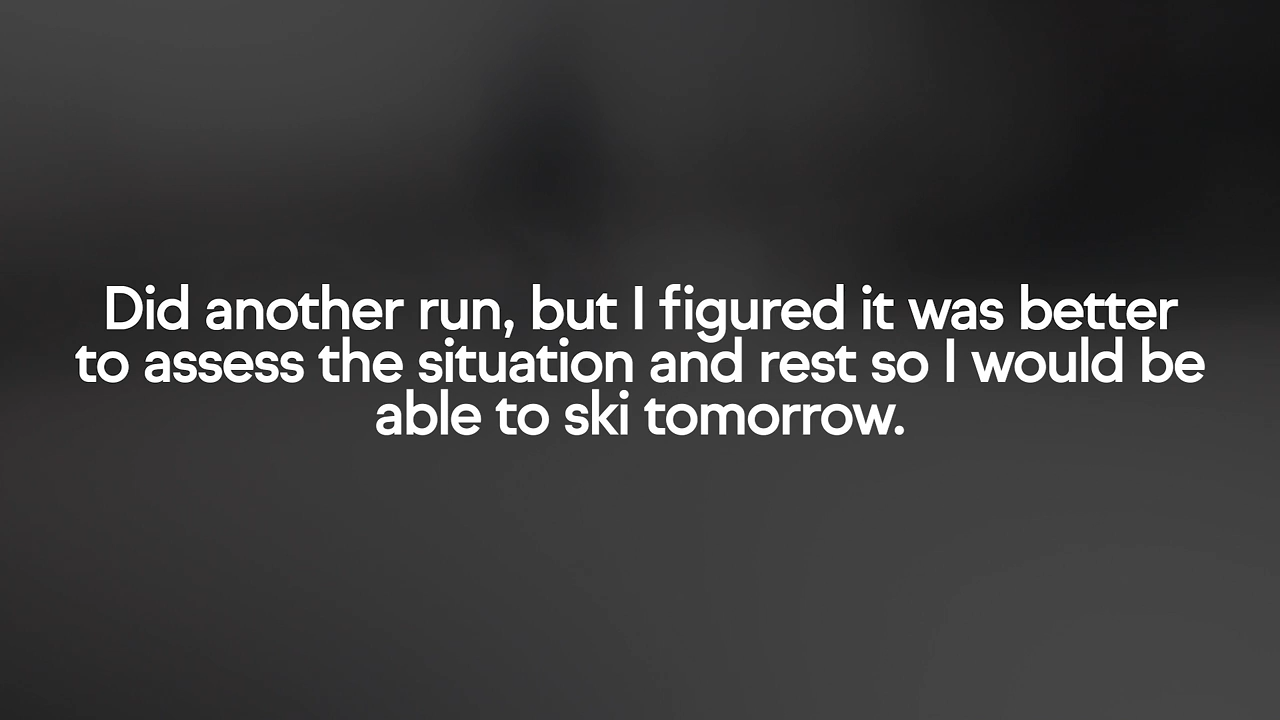 Did another run, but I figured it was better
to assess the situation and rest so I would be
able to ski tomorrow.